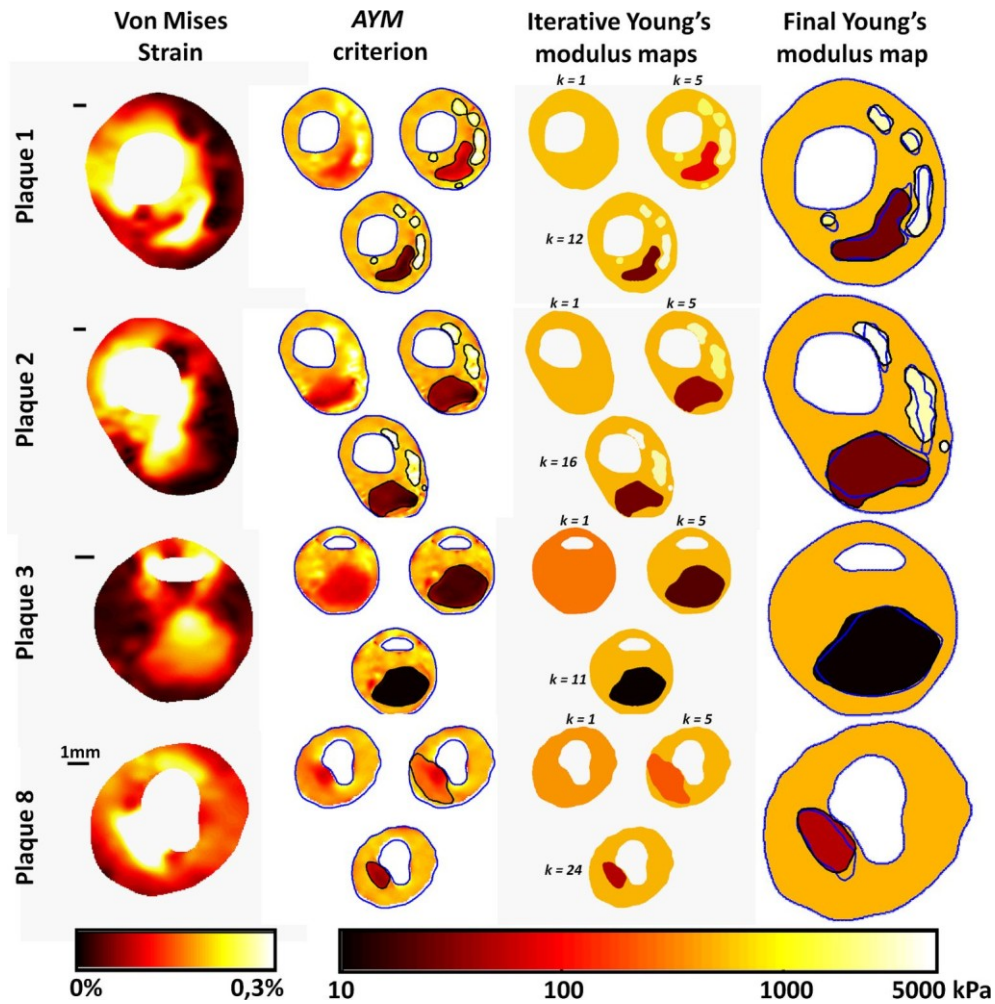 Von Mises
Strain
AYM
criterion
Iterative Young's
modulus maps
Final Young's
modulus map
Plaque 1
k = 1
k = 5
k = 12
Plaque 2
k = 1
k = 5
k = 16
Plaque 3
k = 1
k = 5
k = 11
Plaque 8
1mm
k = 1
k = 5
k = 24
0%
0,3%
10
100
1000
5000 kPa